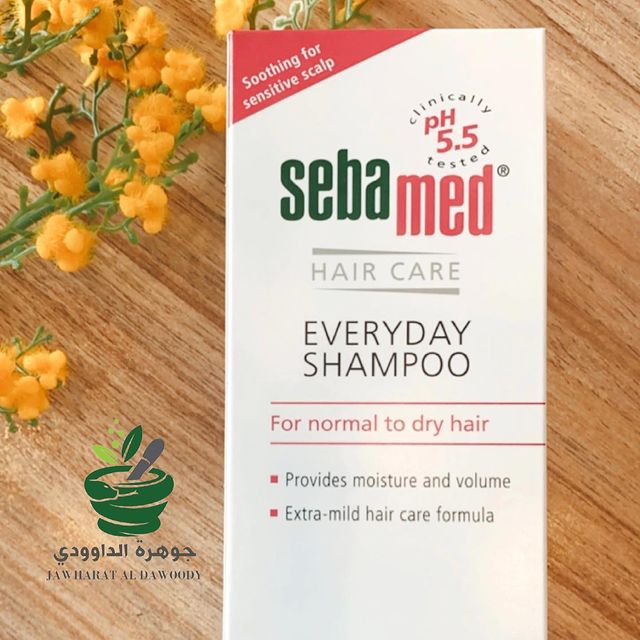 Soothing for
sensitive scalp
clinically
pH
5.5
tested
sebamed®
HAIR CARE
EVERYDAY
SHAMPOO
For normal to dry hair
Provides moisture and volume
Extra-mild hair care formula
جوهرة الداوودي
JAWHARAT AL DAWOODY